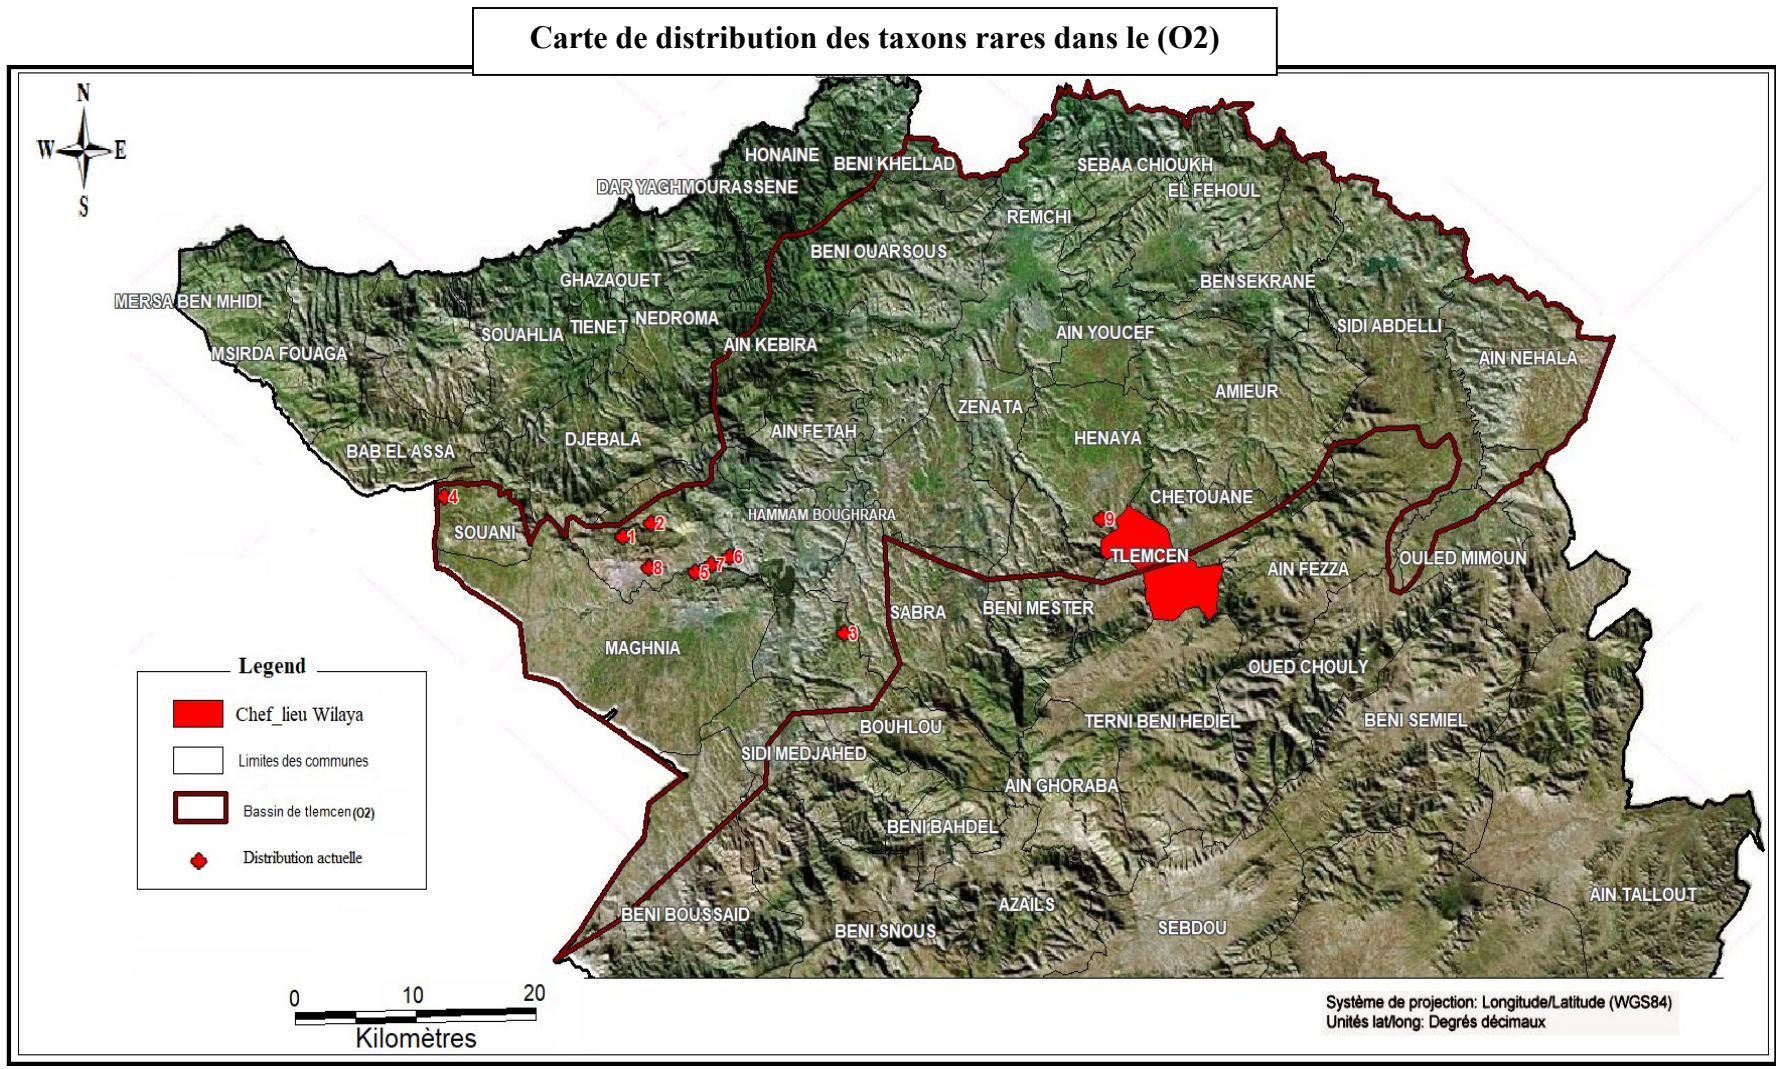 Carte de distribution des taxons rares dans le (O2)
N
W E
S
HONAINE
BENI KHELLAD
SEBAA CHIOUKH
DAR YAGHMOURASSENE
EL FEHOUL
REMCHI
BENI OUARSOUS
GHAZAOUET
BENSEKRANE
MERSA BEN MHIDI
NEDROMA
TIENET
SOUAHLIA
AIN KEBIRA
AIN YOUCEF
SIDI ABDELLI
MSIRDA FOUAGA
AIN NEHALA
AMIEUR
ZENATA
AIN FETAH
DJEBALA
HENAYA
BAB EL ASSA
4
CHETOUANE
HAMMAM BOUGHRARA
2
9
SOUANI
1
TLEMCEN
OULED MIMOUN
6
7
5
8
AIN FEZZA
SABRA
BENI MESTER
3
MAGHNIA
OUED CHOULY
TERNI BENI HEDIEL
BENI SEMIEL
BOUHLOU
SIDI MEDJAHED
AIN GHORABA
BENI BAHDEL
AIN TALLOUT
AZAILS
BENI BOUSSAID
BENI SNOUS
SEBDOU
Legend
Chef_lieu Wilaya
Limites des communes
Bassin de tlemcen(O2)
Distribution actuelle
0 10 20
Kilomètres
Système de projection: Longitude/Latitude (WGS84)
Unités lat/long: Degrés décimaux